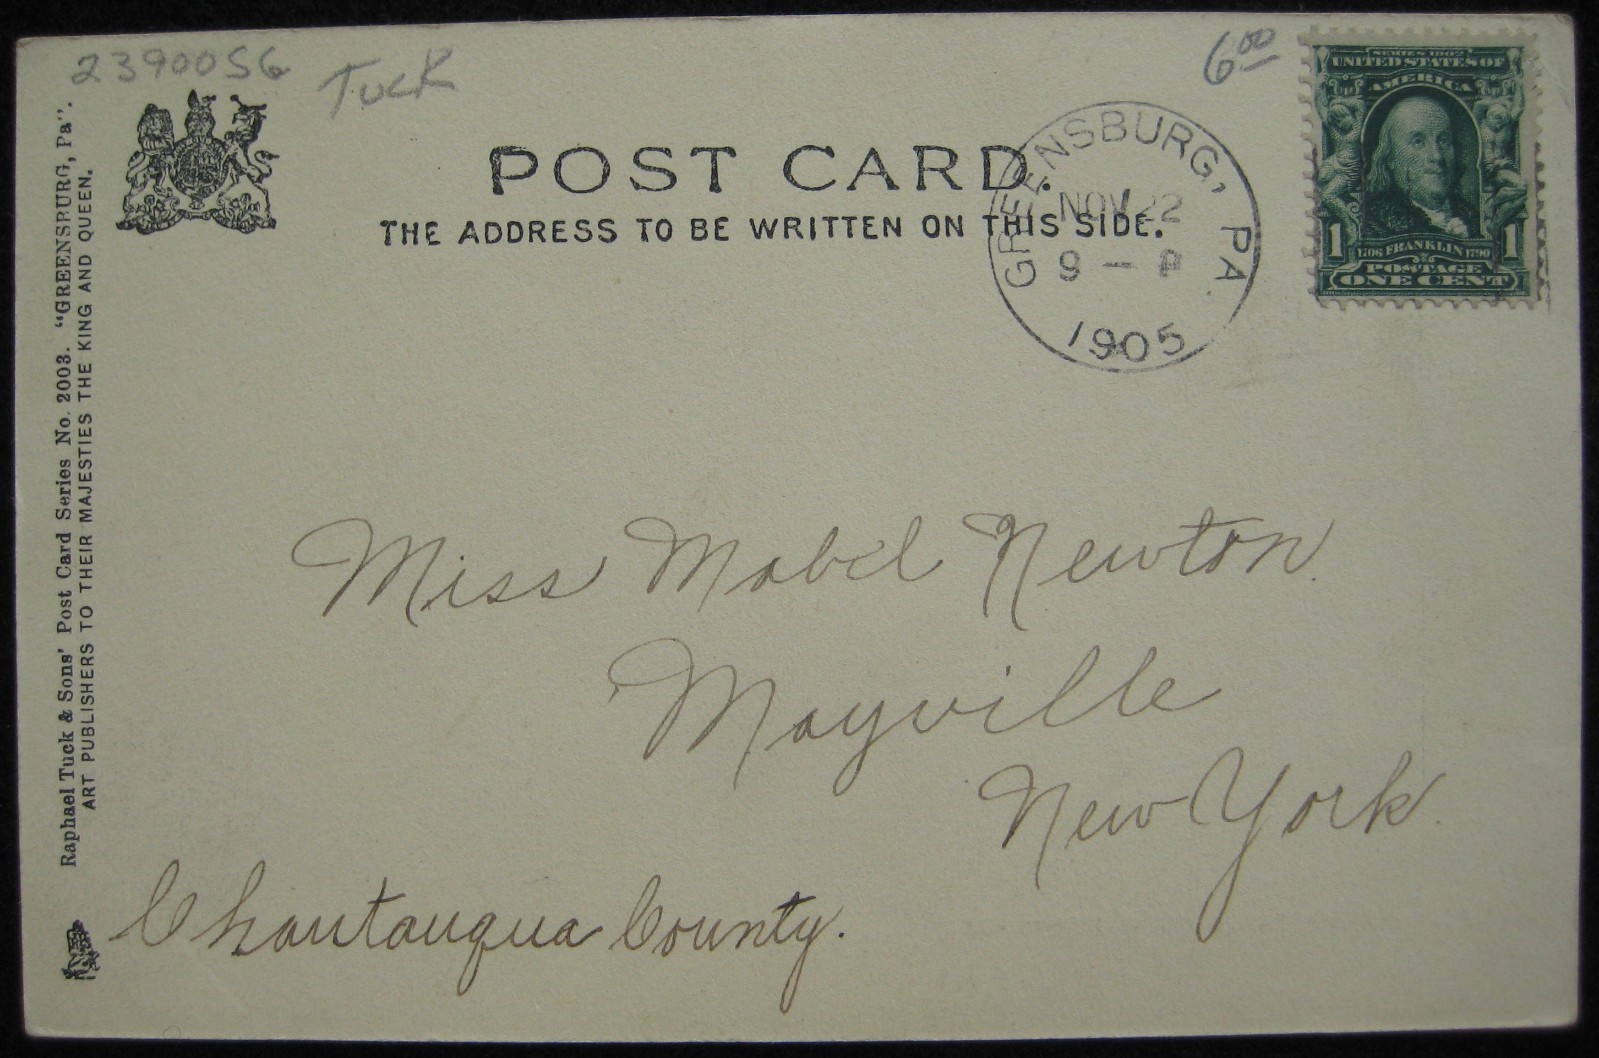 2390056
Tuck
6.00
POST CARD.
THE ADDRESS TO BE WRITTEN ON THIS SIDE.
GREENSBURG, PA.
NOV 22
9 - P
1905
SERIES 1902
UNITED STATES OF
AMERICA
1 1
1706 FRANKLIN 1790
POSTAGE
ONE CENT
Raphael Tuck & Sons' Post Card Series No. 2003. "GREENSBURG, Pa".
ART PUBLISHERS TO THEIR MAJESTIES THE KING AND QUEEN.
Miss Mabel Newton
Mayville
New York.
Chautauqua County.